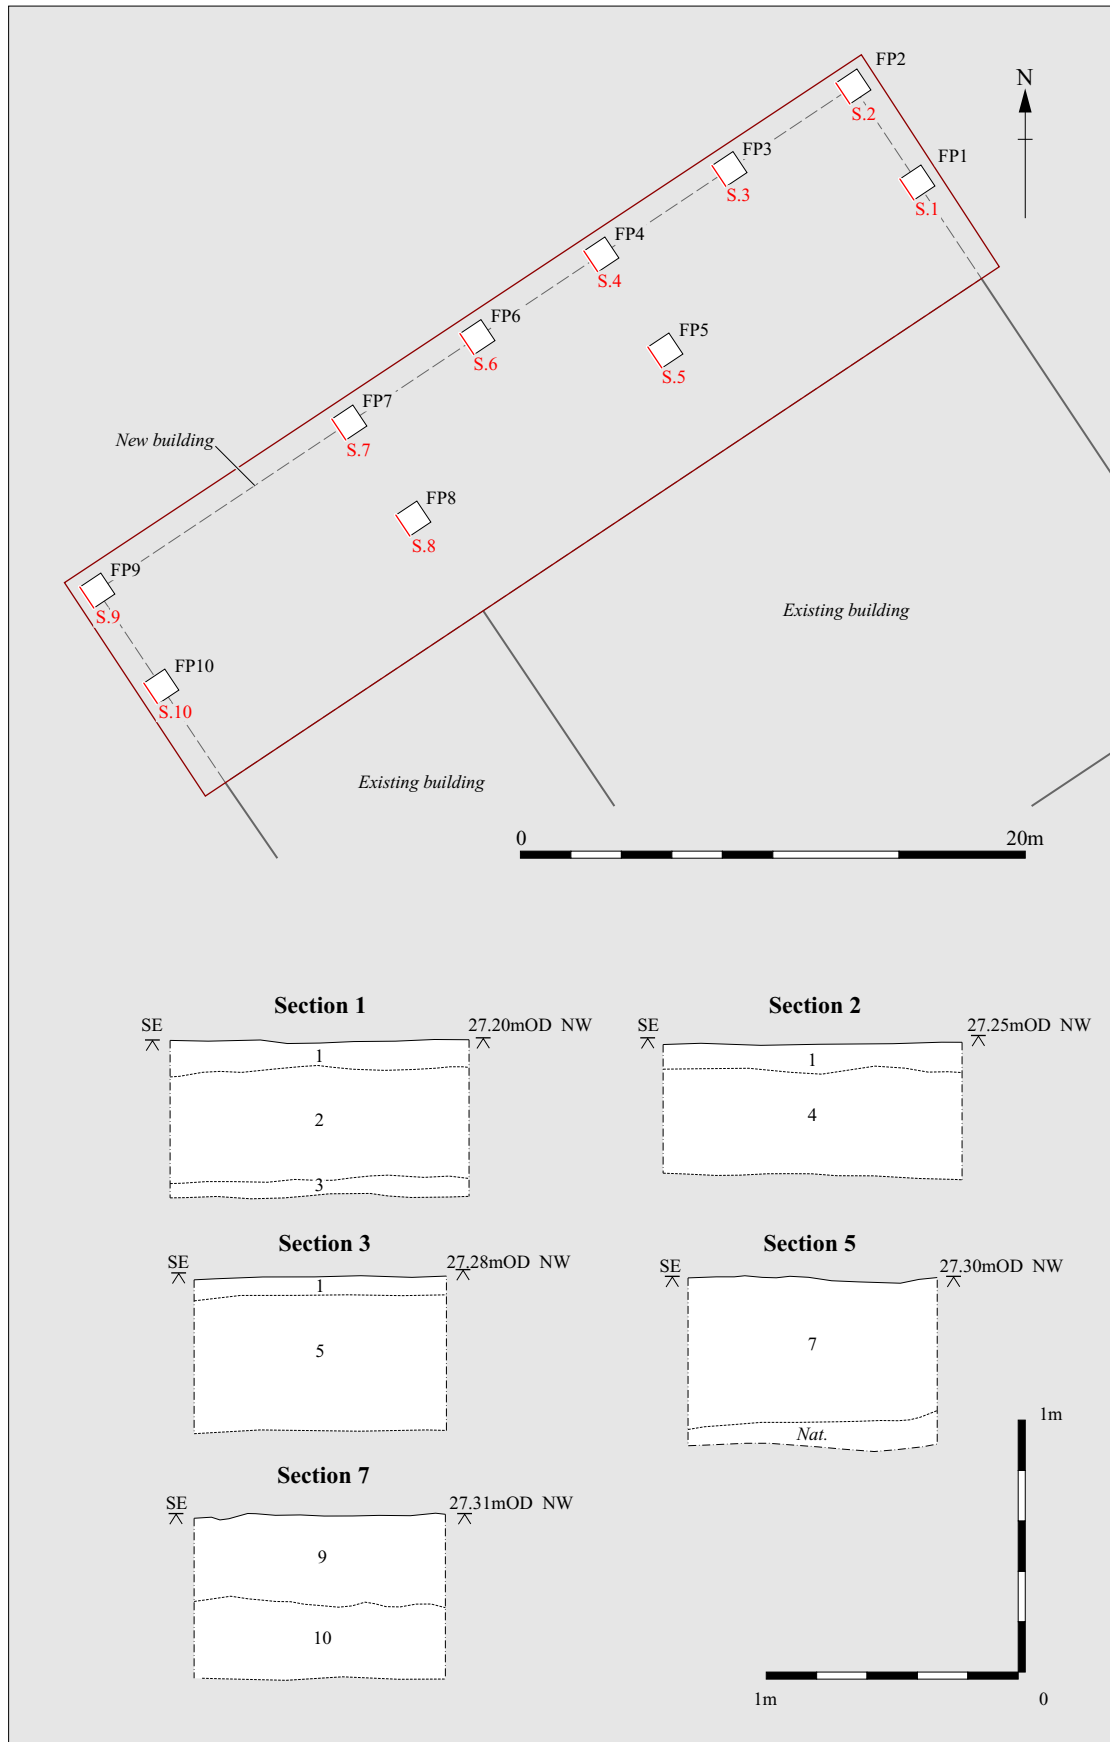 FP2
N
S.2
FP3
FP1
S.3
S.1
FP4
S.4
FP6
FP5
S.6
S.5
FP7
New building
S.7
FP8
S.8
FP9
S.9
Existing building
FP10
S.10
Existing building
0 20m
Section 1
SE 27.20mOD NW
1
2
3
Section 2
SE 27.25mOD NW
1
4
Section 3
SE 27.28mOD NW
1
5
Section 5
SE 27.30mOD NW
7
Nat.
Section 7
SE 27.31mOD NW
9
10
1m
1m 0